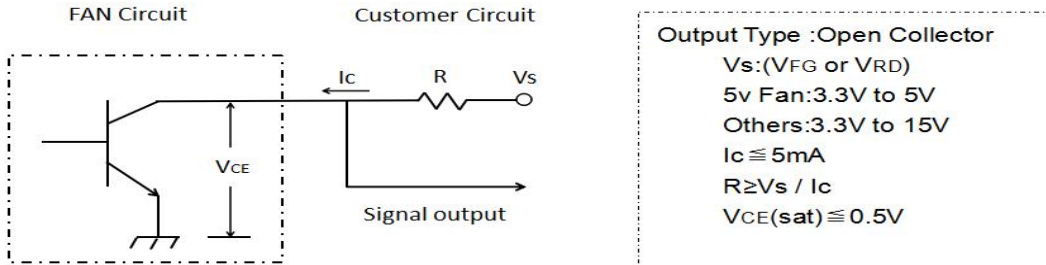 FAN Circuit
Customer Circuit
Ic
R
Vs
VCE
Signal output
Output Type :Open Collector
Vs:(VFG or VRD)
5v Fan:3.3V to 5V
Others:3.3V to 15V
Ic≦5mA
R≥Vs / Ic
VCE(sat)≦0.5V